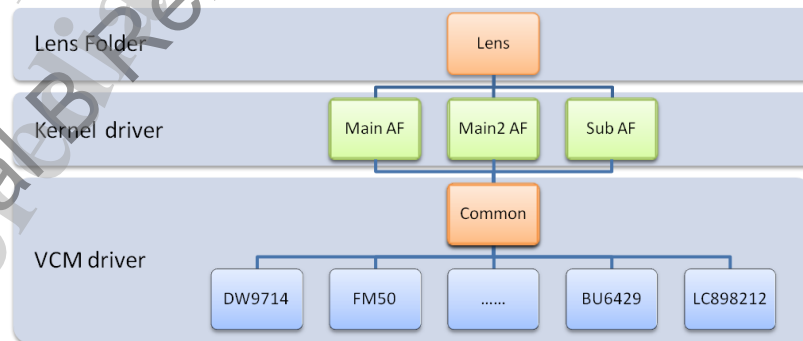 Lens Folder
Lens
Kernel driver
Main AF
Main2 AF
Sub AF
Common
VCM driver
DW9714
FM50
......
BU6429
LC898212